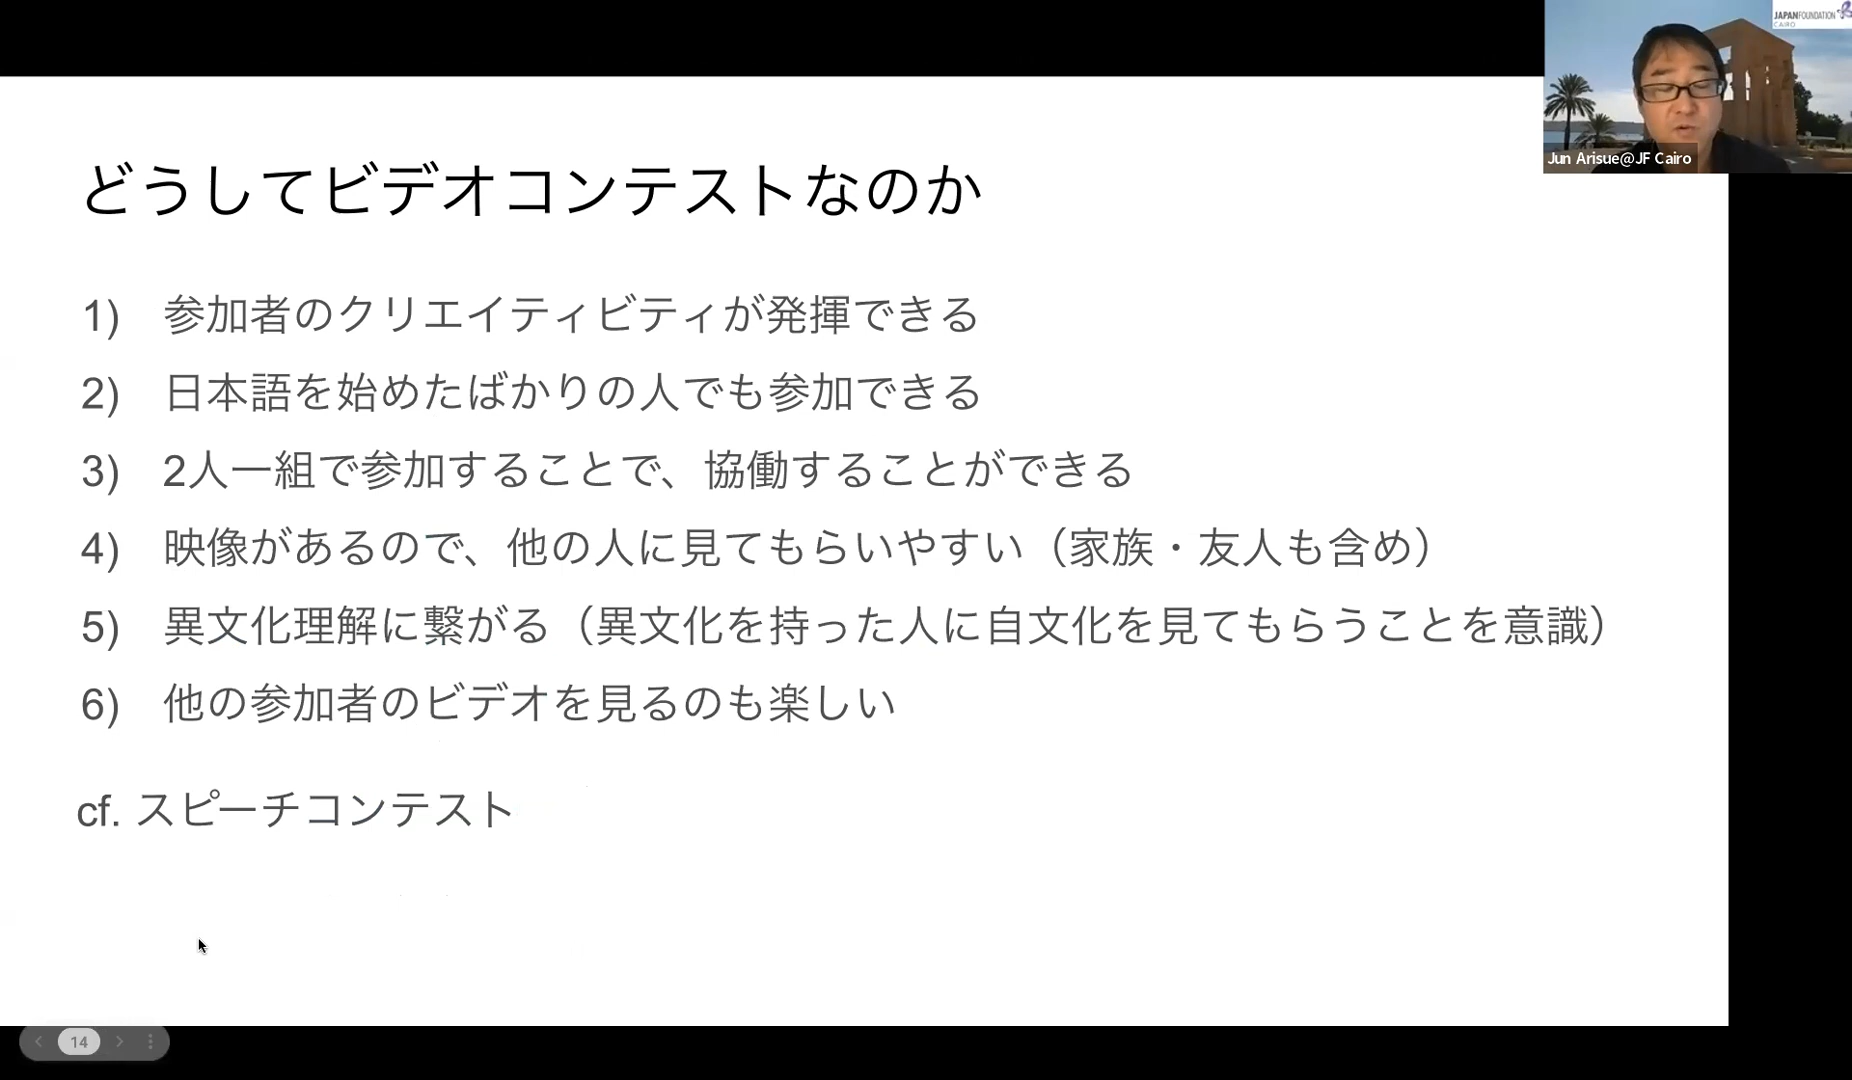 JAPANFOUNDATION
CAIRO
Jun Arisue@JF Cairo
どうしてビデオコンテストなのか
1) 参加者のクリエイティビティが発揮できる
2) 日本語を始めたばかりの人でも参加できる
3) 2人一組で参加することで、協働することができる
4) 映像があるので、他の人に見てもらいやすい（家族・友人も含め）
5) 異文化理解に繋がる（異文化を持った人に自文化を見てもらうことを意識）
6) 他の参加者のビデオを見るのも楽しい
cf. スピーチコンテスト
14